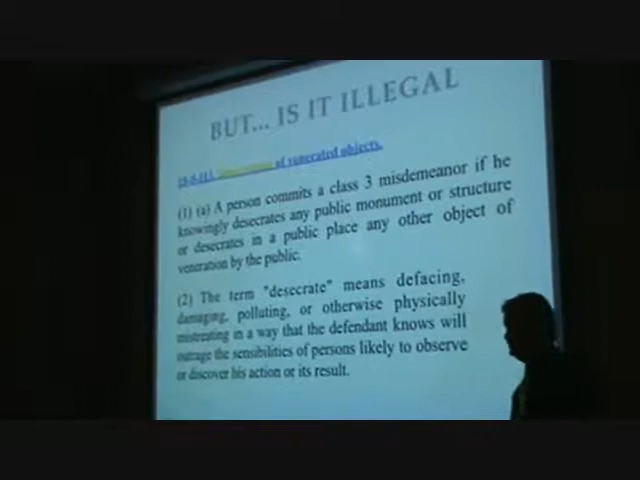 BUT... IS IT ILLEGAL
of venerated objects.
(1) (a) A person commits a class 3 misdemeanor if he
knowingly desecrates any public monument or structure
or desecrates in a public place any other object of
veneration by the public.
(2) The term "desecrate" means defacing,
damaging, polluting, or otherwise physically
mistreating in a way that the defendant knows will
outrage the sensibilities of persons likely to observe
or discover his action or its result.